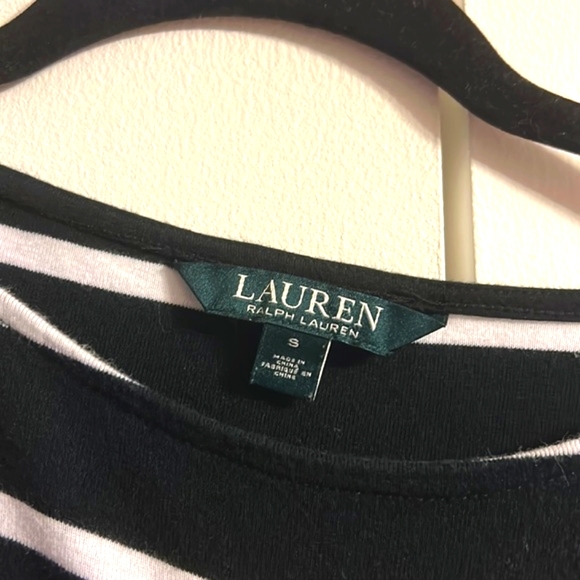 LAUREN
RALPH LAUREN
S
MADE IN
CHINA
FABRIQUÉ EN
CHINE